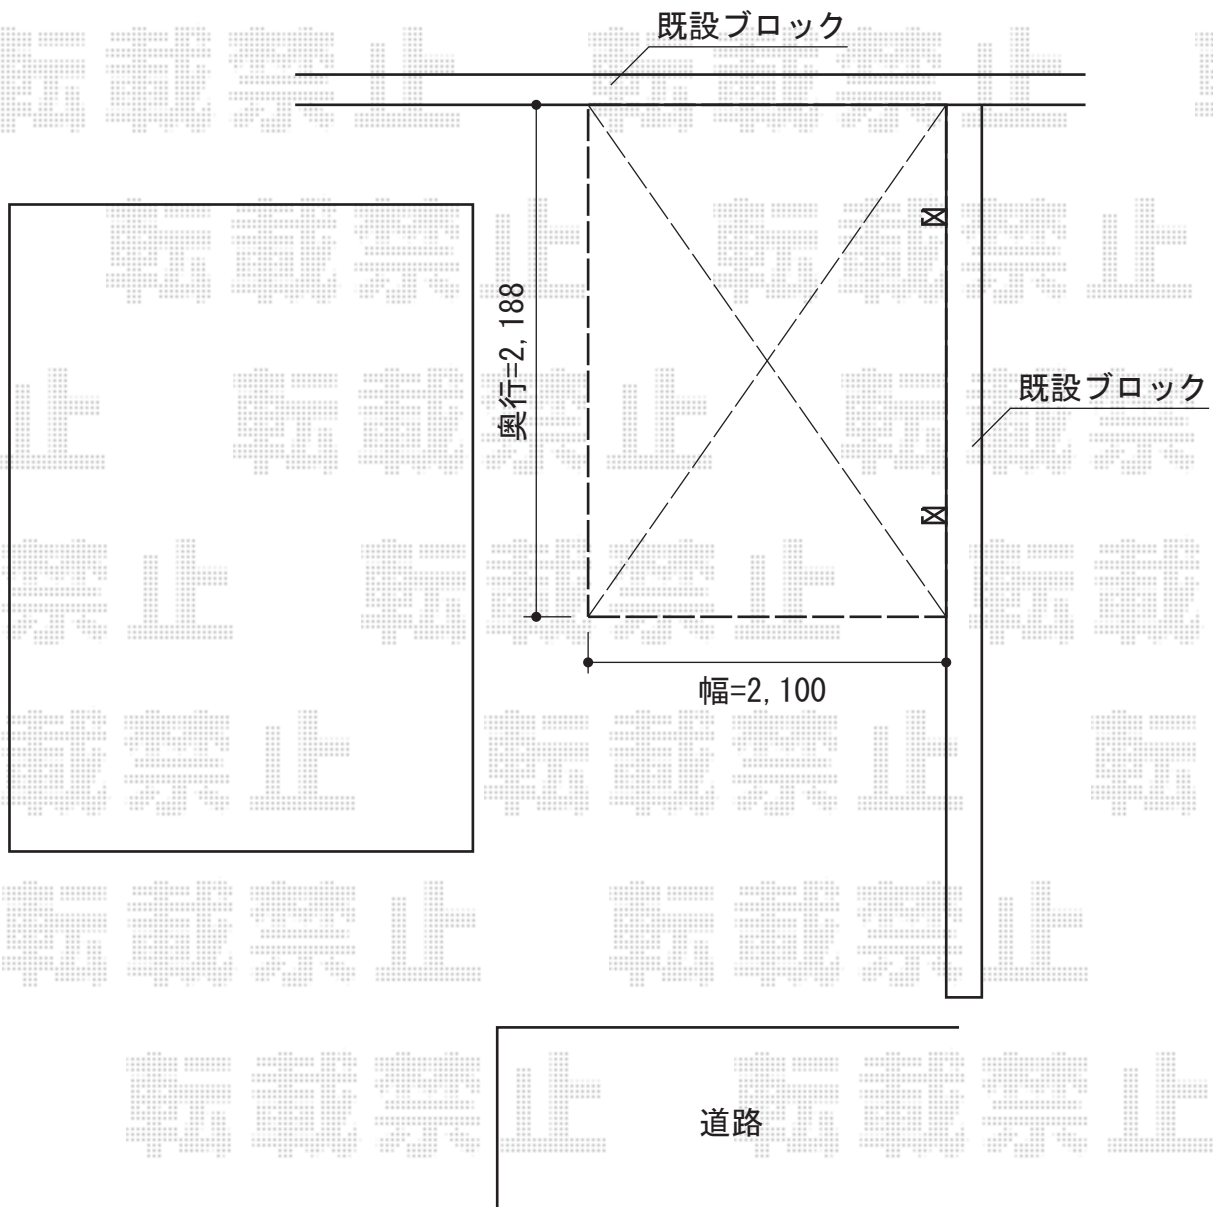 既設ブロック
奥行=2,188
既設ブロック
幅=2,100
道路
転載禁止